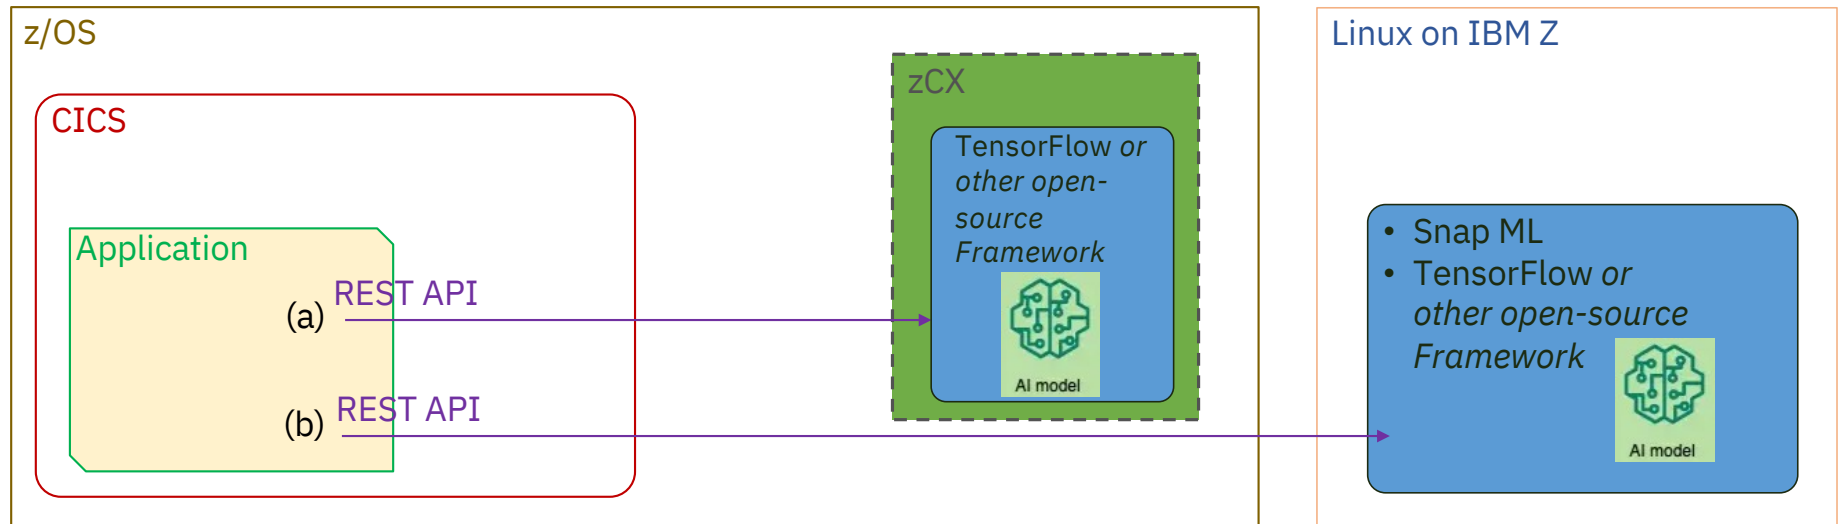 z/OS
CICS
Application
(a)
REST API
(b)
REST API
zCX
TensorFlow or
other open-
source
Framework
AI model
Linux on IBM Z
• Snap ML
• TensorFlow or
other open-source
Framework
AI model